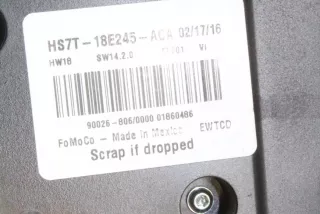 HS7T-18E245-ACA 02/17/16
HW18 SW14.2.0 VI
90026-806/0000 01860486
FoMoCo - Made in Mexico EWTCD
Scrap if dropped